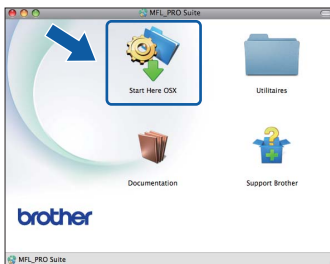 MFL_PRO Suite
Start Here OSX
Utilitaires
Documentation
Support Brother
brother
MFL_PRO Suite